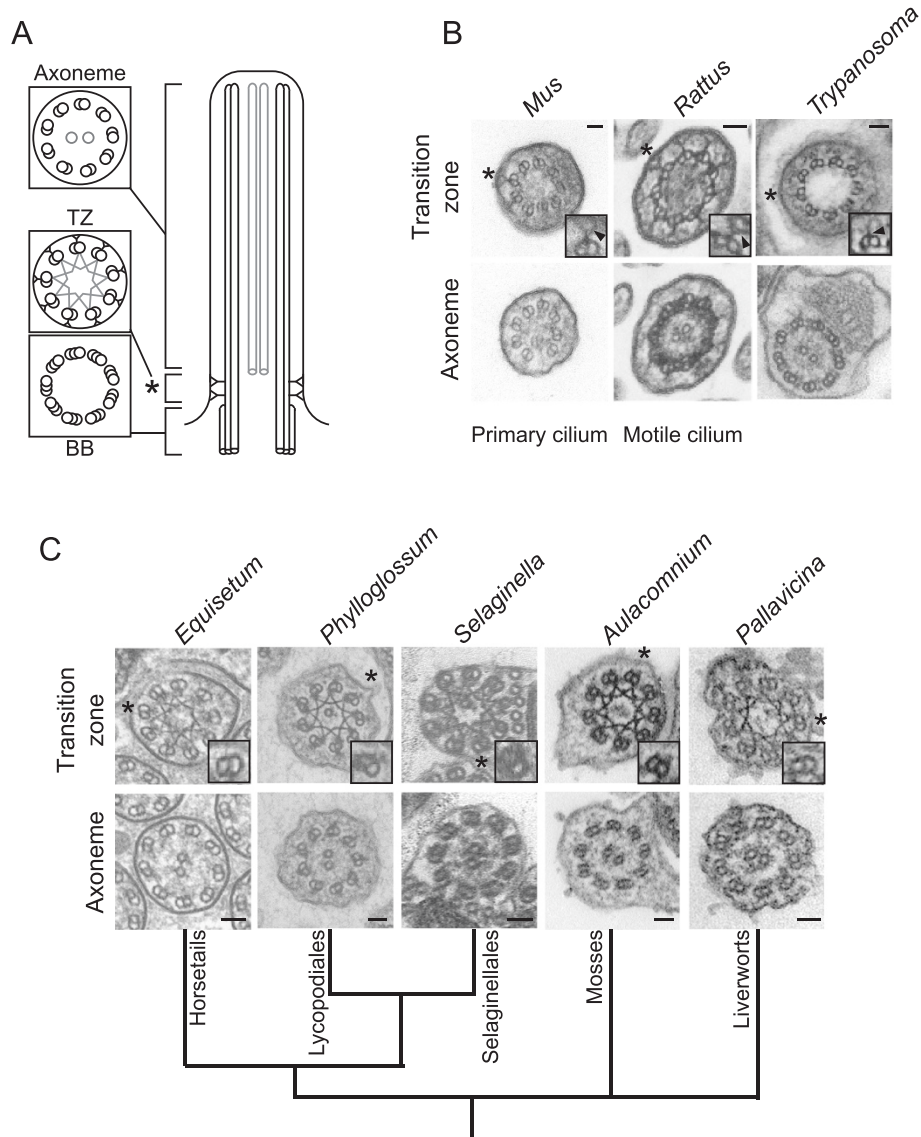 A
Axoneme
TZ
*
BB
B
Mus
Rattus
Trypanosoma
Transition
zone
*
*
*
Axoneme
Primary cilium
Motile cilium
C
Equisetum
Phylloglossum
Selaginella
Aulacomnium
Pallavicina
Transition
zone
*
*
*
*
*
Axoneme
Horsetails
Lycopodiales
Selaginellales
Mosses
Liverworts